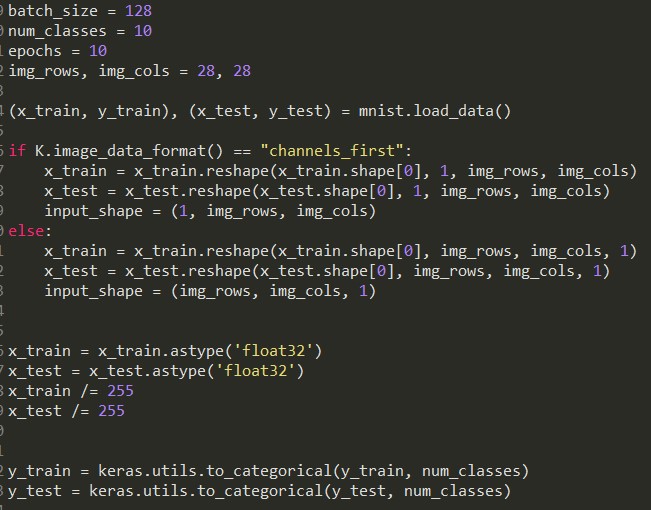 batch_size = 128
num_classes = 10
epochs = 10
img_rows, img_cols = 28, 28
(x_train, y_train), (x_test, y_test) = mnist.load_data()
if K.image_data_format() == "channels_first":
    x_train = x_train.reshape(x_train.shape[0], 1, img_rows, img_cols)
    x_test = x_test.reshape(x_test.shape[0], 1, img_rows, img_cols)
    input_shape = (1, img_rows, img_cols)
else:
    x_train = x_train.reshape(x_train.shape[0], img_rows, img_cols, 1)
    x_test = x_test.reshape(x_test.shape[0], img_rows, img_cols, 1)
    input_shape = (img_rows, img_cols, 1)
x_train = x_train.astype('float32')
x_test = x_test.astype('float32')
x_train /= 255
x_test /= 255
y_train = keras.utils.to_categorical(y_train, num_classes)
y_test = keras.utils.to_categorical(y_test, num_classes)